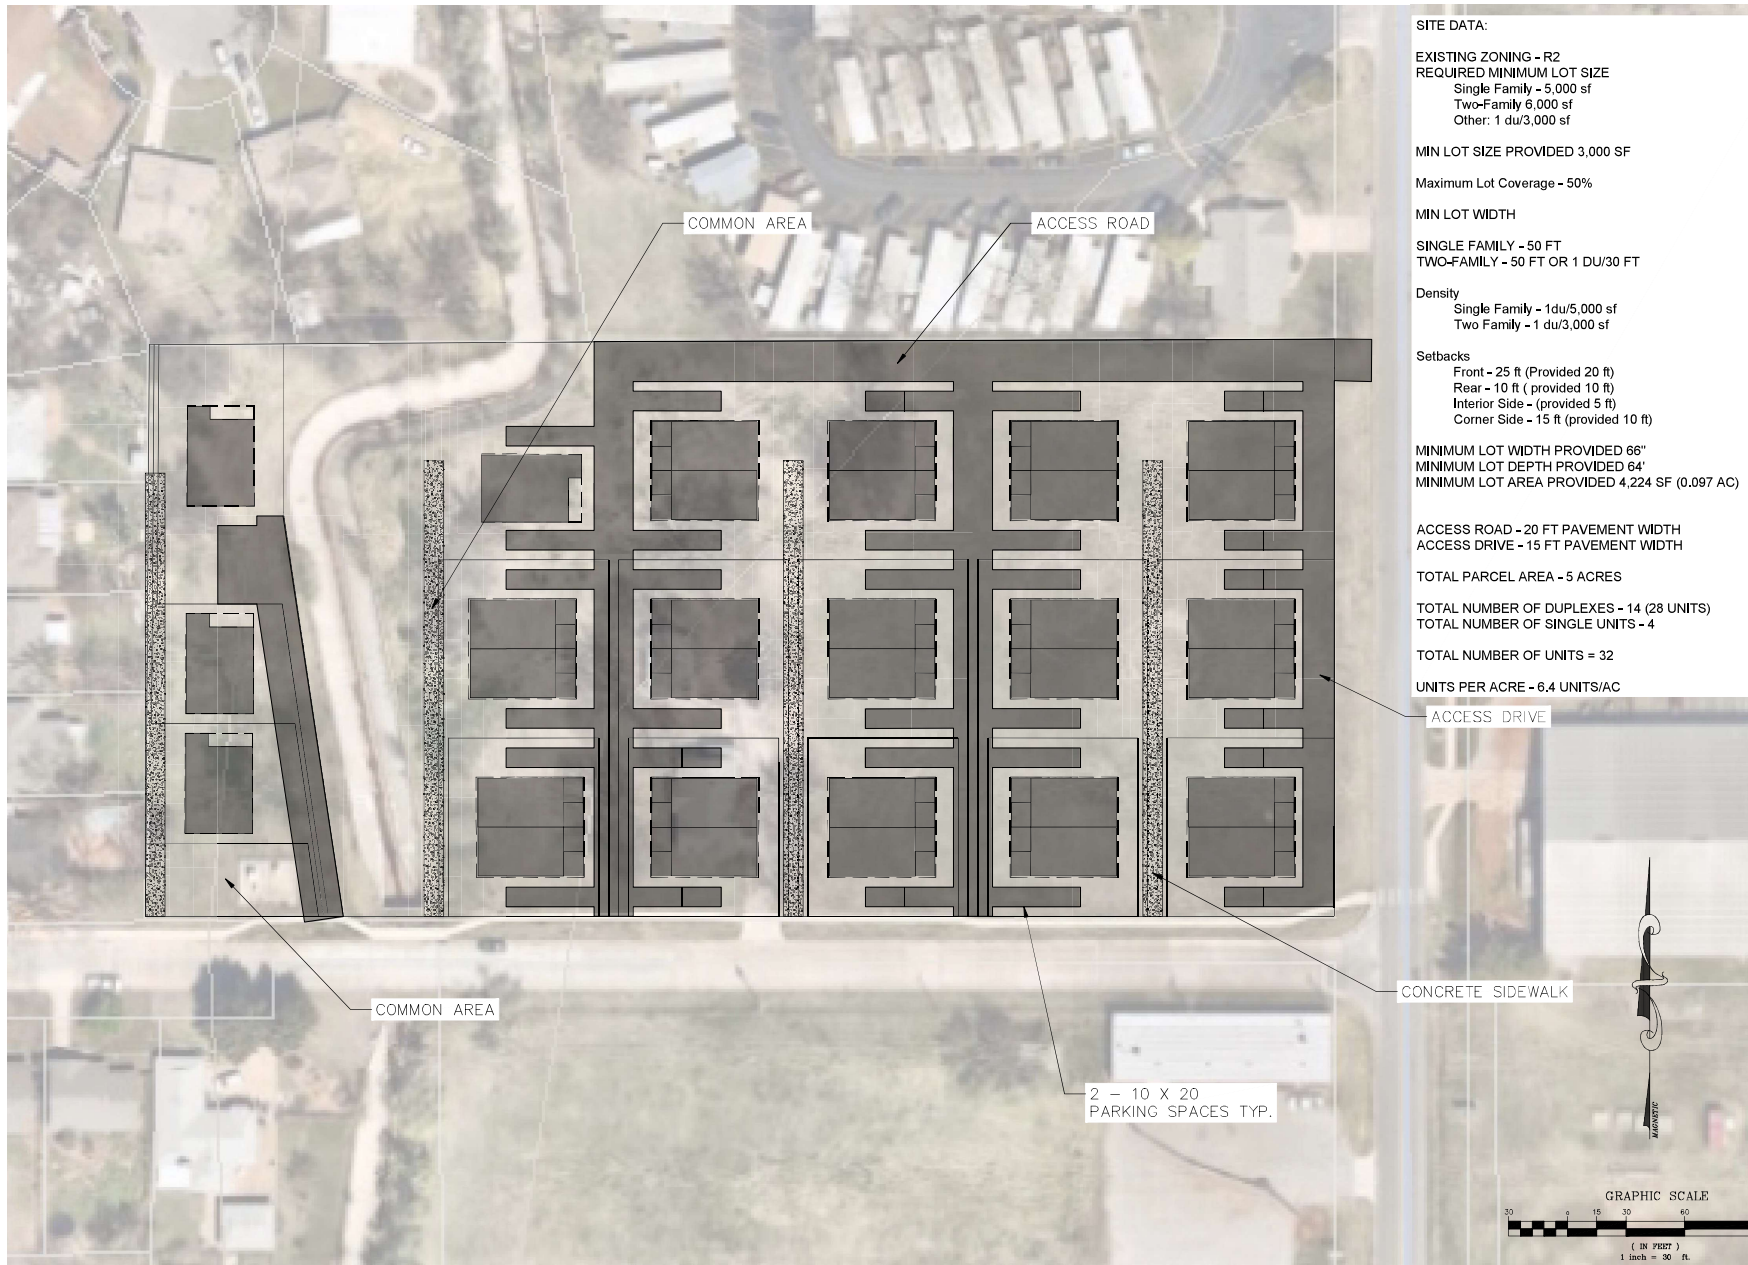 SITE DATA:
EXISTING ZONING - R2
REQUIRED MINIMUM LOT SIZE
Single Family - 5,000 sf
Two-Family 6,000 sf
Other: 1 du/3,000 sf
MIN LOT SIZE PROVIDED 3,000 SF
Maximum Lot Coverage - 50%
MIN LOT WIDTH
SINGLE FAMILY - 50 FT
TWO-FAMILY - 50 FT OR 1 DU/30 FT
Density
Single Family - 1du/5,000 sf
Two Family - 1 du/3,000 sf
Setbacks
Front - 25 ft (Provided 20 ft)
Rear - 10 ft ( provided 10 ft)
Interior Side - (provided 5 ft)
Corner Side - 15 ft (provided 10 ft)
MINIMUM LOT WIDTH PROVIDED 66"
MINIMUM LOT DEPTH PROVIDED 64'
MINIMUM LOT AREA PROVIDED 4,224 SF (0.097 AC)
ACCESS ROAD - 20 FT PAVEMENT WIDTH
ACCESS DRIVE - 15 FT PAVEMENT WIDTH
TOTAL PARCEL AREA - 5 ACRES
TOTAL NUMBER OF DUPLEXES - 14 (28 UNITS)
TOTAL NUMBER OF SINGLE UNITS - 4
TOTAL NUMBER OF UNITS = 32
UNITS PER ACRE - 6.4 UNITS/AC
COMMON AREA
ACCESS ROAD
ACCESS DRIVE
CONCRETE SIDEWALK
COMMON AREA
2 - 10 X 20
PARKING SPACES TYP.
MAGNETIC
GRAPHIC SCALE
30 0 15 30 60
( IN FEET )
1 inch = 30 ft.